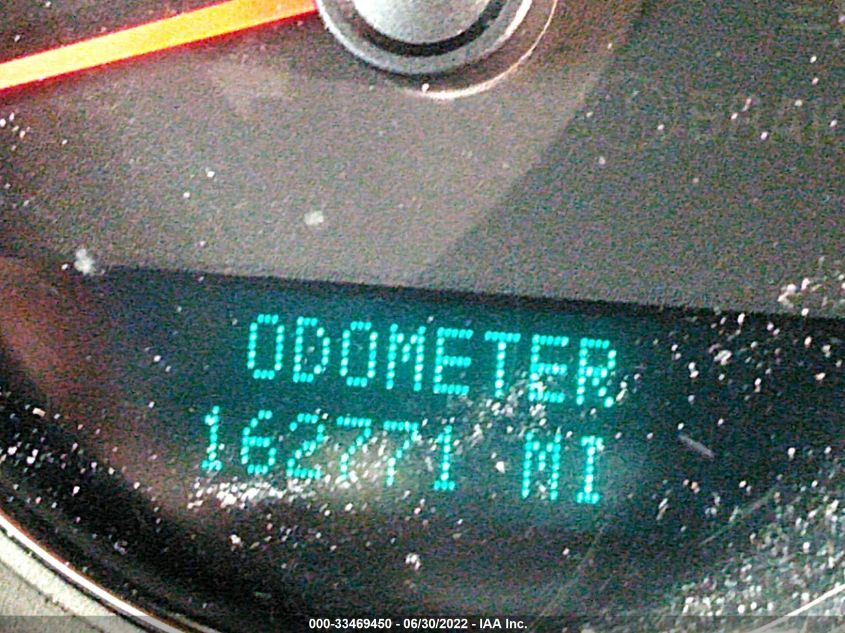 ODOMETER
162771 MI
000-33469450 - 06/30/2022 - IAA Inc.